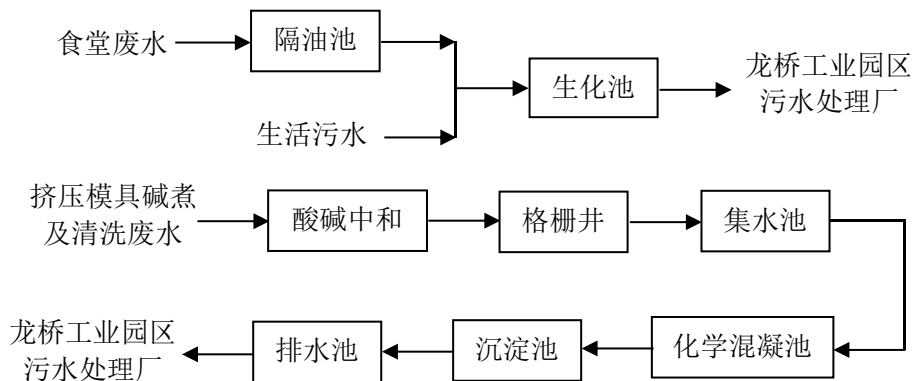 食堂废水
隔油池
生活污水
生化池
龙桥工业园区
污水处理厂
挤压模具碱煮
及清洗废水
酸碱中和
格栅井
集水池
化学混凝池
沉淀池
排水池
龙桥工业园区
污水处理厂